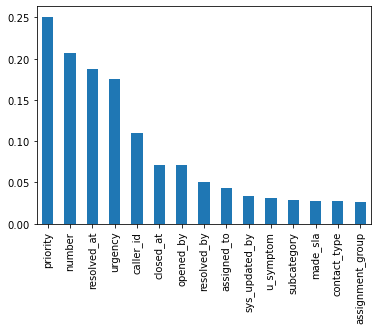 0.25
0.20
0.15
0.10
0.05
0.00
priority
number
resolved_at
urgency
caller_id
closed_at
opened_by
resolved_by
assigned_to
sys_updated_by
u_symptom
subcategory
made_sla
contact_type
assignment_group